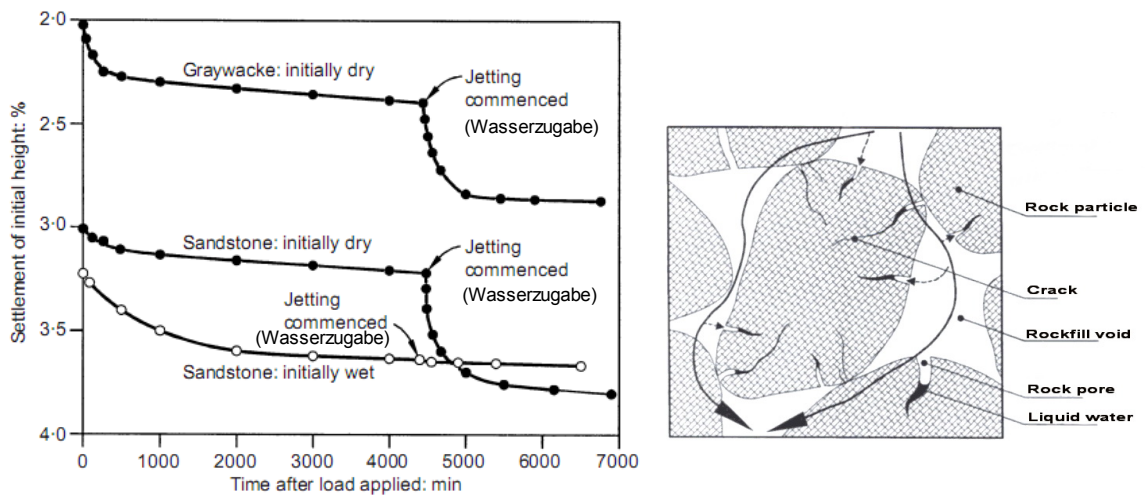 2·0
2·5
3·0
3·5
4·0
Settlement of initial height: %
Graywacke: initially dry
Jetting
commenced
(Wasserzugabe)
Sandstone: initially dry
Jetting
commenced
(Wasserzugabe)
Jetting
commenced
(Wasserzugabe)
Sandstone: initially wet
0 1000 2000 3000 4000 5000 6000 7000
Time after load applied: min
Rock particle
Crack
Rockfill void
Rock pore
Liquid water